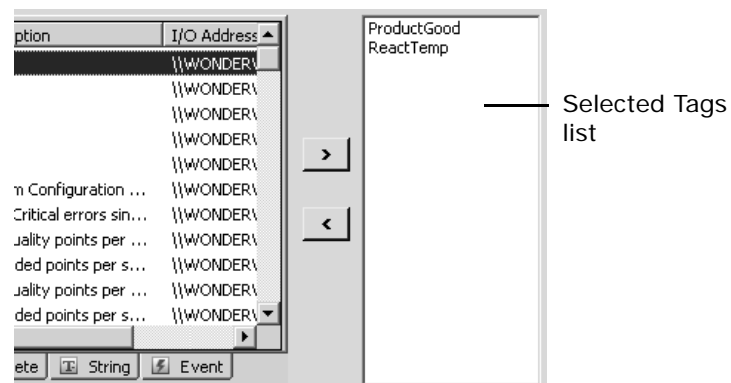 ption I/O Address
ProductGood
ReactTemp
\\WONDER\
\\WONDER\
\\WONDER\
\\WONDER\
\\WONDER\
Selected Tags
list
>
m Configuration ... \\WONDER\
Critical errors sin... \\WONDER\
uality points per ... \\WONDER\
<
ded points per s... \\WONDER\
uality points per ... \\WONDER\
ded points per s... \\WONDER\
ete String Event